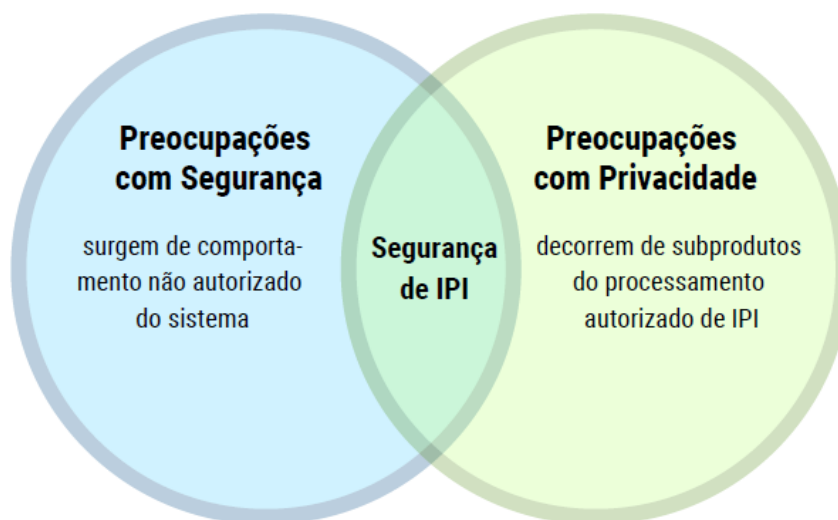 Preocupações
com Segurança
surgem de comporta-
mento não autorizado
do sistema
Segurança
de IPI
Preocupações
com Privacidade
decorrem de subprodutos
do processamento
autorizado de IPI